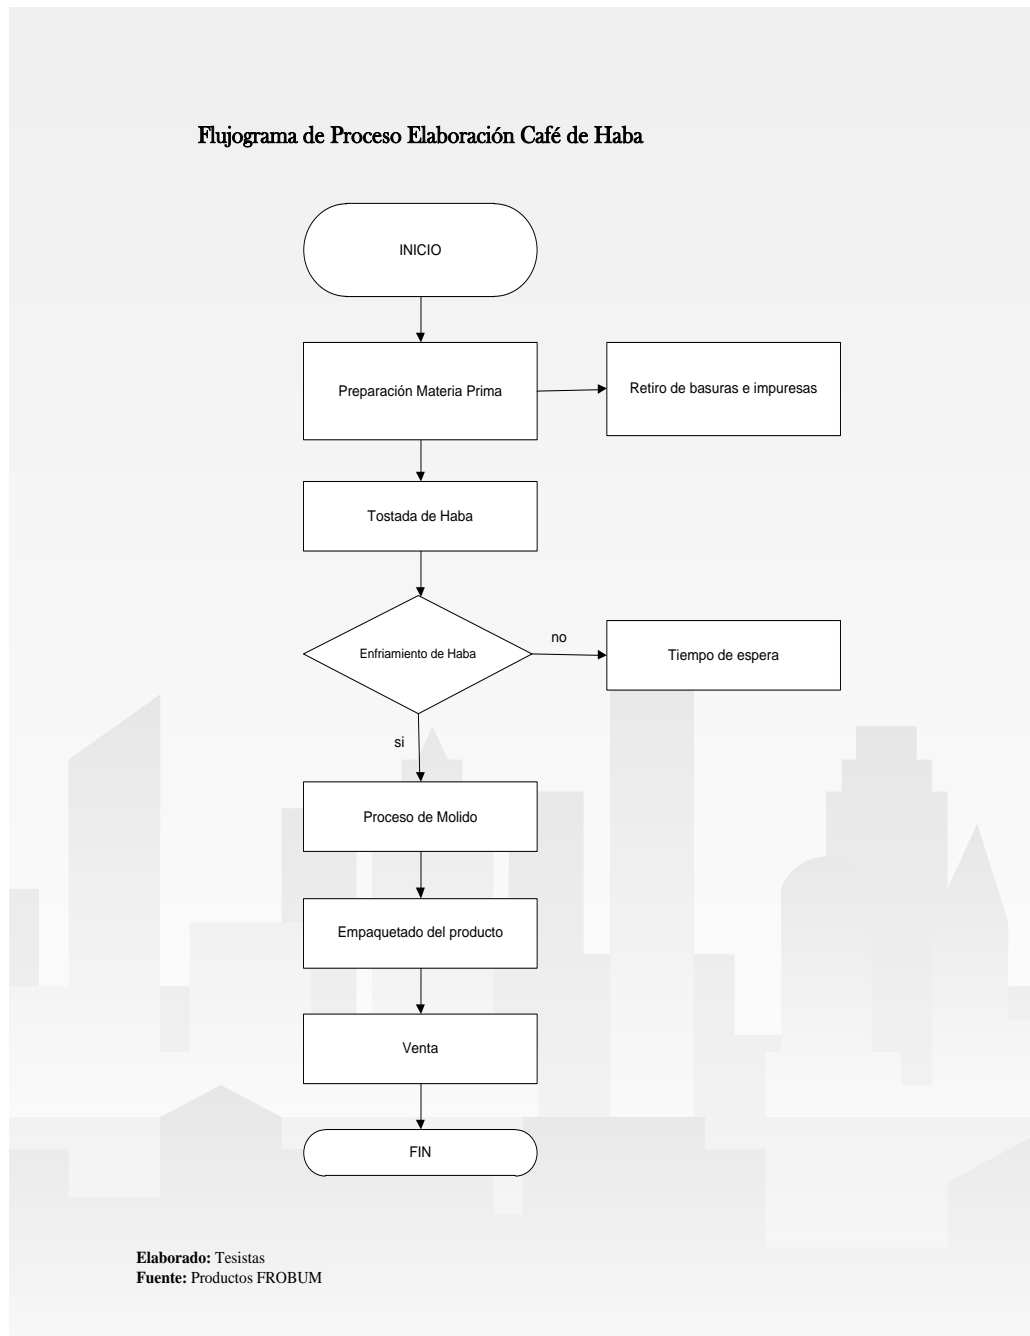 Flujograma de Proceso Elaboración Café de Haba
INICIO
Preparación Materia Prima
Retiro de basuras e impuresas
Tostada de Haba
Enfriamiento de Haba
no
Tiempo de espera
si
Proceso de Molido
Empaquetado del producto
Venta
FIN
Elaborado: Tesistas
Fuente: Productos FROBUM